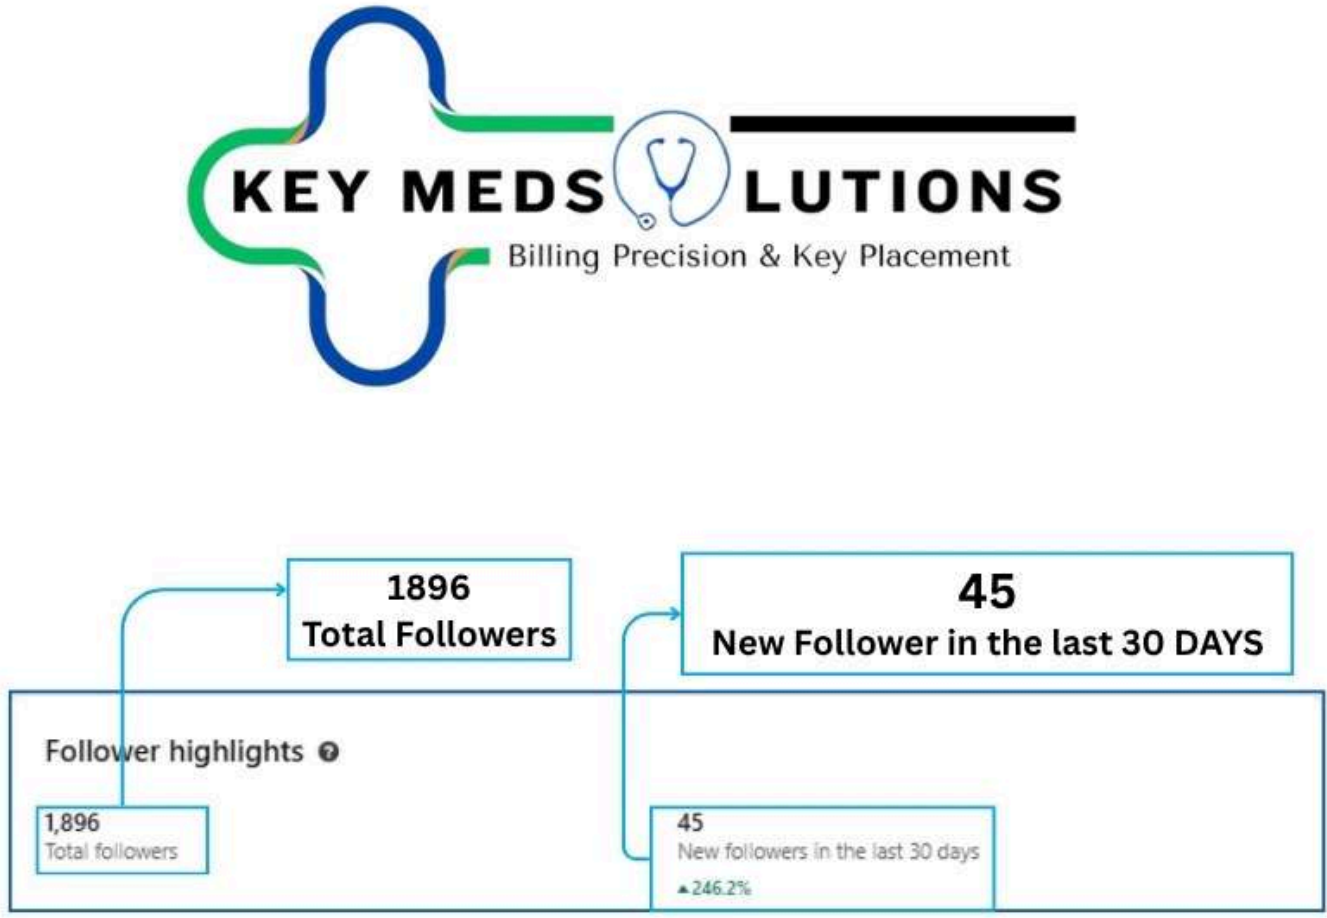 KEY MEDS LUTIONS
Billing Precision & Key Placement
1896
Total Followers
45
New Follower in the last 30 DAYS
Follower highlights ?
1,896
Total followers
45
New followers in the last 30 days
▲246.2%